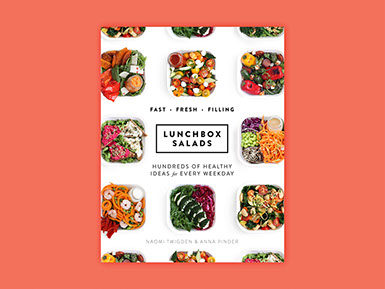 FAST • FRESH • FILLING
LUNCHBOX
SALADS
HUNDREDS OF HEALTHY
IDEAS for EVERY WEEKDAY
NAOMI TWIGDEN & ANNA PINDER